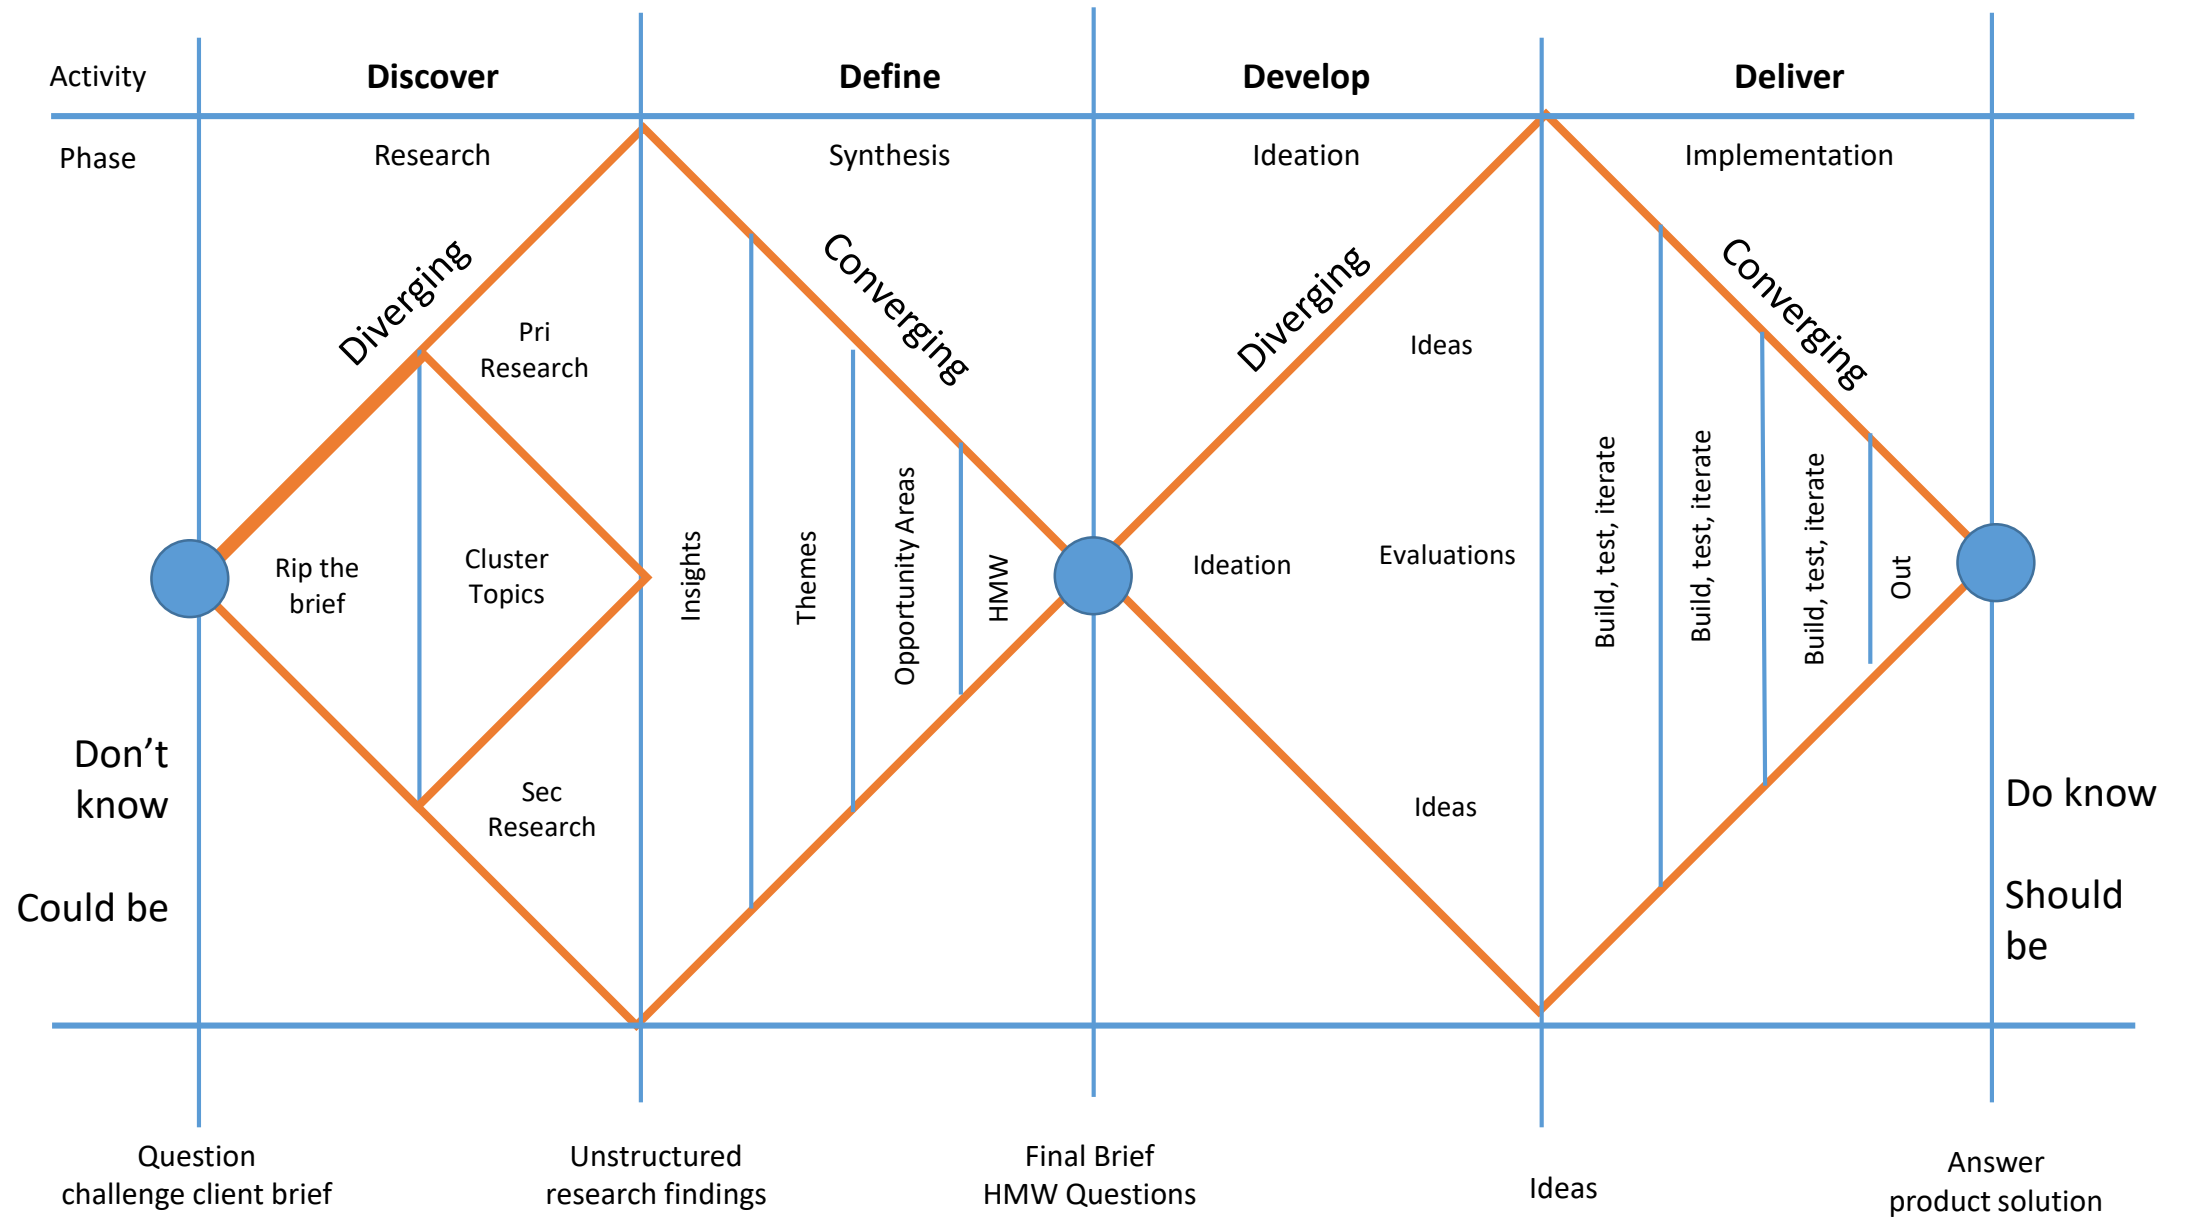 Activity
Discover
Define
Develop
Deliver
Phase
Research
Synthesis
Ideation
Implementation
Diverging
Converging
Diverging
Converging
Pri
Research
Rip the
brief
Cluster
Topics
Sec
Research
Insights
Themes
Opportunity Areas
HMW
Ideas
Ideation
Evaluations
Ideas
Build, test, iterate
Build, test, iterate
Build, test, iterate
Out
Don't
know
Could be
Do know
Should
be
Question
challenge client brief
Unstructured
research findings
Final Brief
HMW Questions
Ideas
Answer
product solution